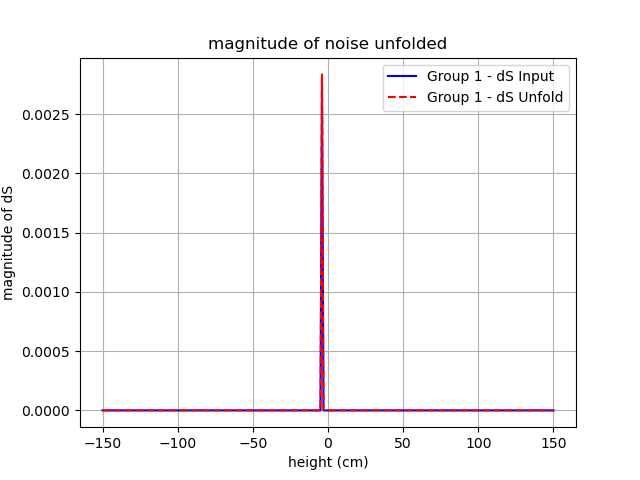 magnitude of noise unfolded
Group 1 - dS Input
Group 1 - dS Unfold
magnitude of dS
0.0025
0.0020
0.0015
0.0010
0.0005
0.0000
−150
−100
−50
0
50
100
150
height (cm)